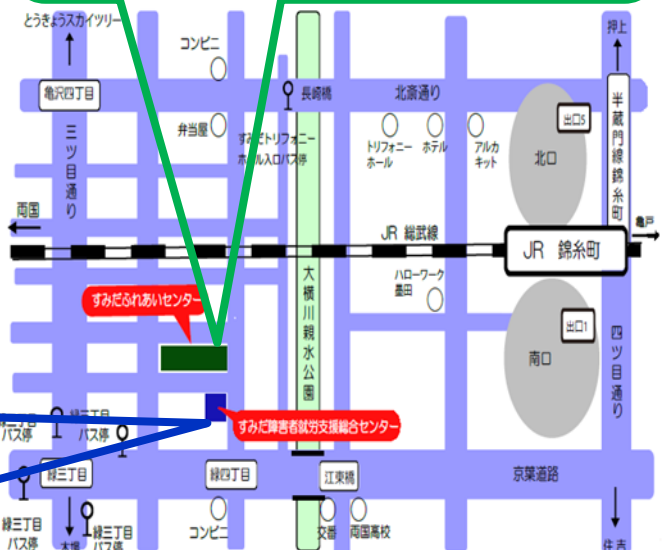 とうきょうスカイツリー
押上
コンビニ
亀沢四丁目
長崎橋
北斎通り
半蔵門線錦糸町
出口5
弁当屋
すみだトリフォニー
ホール入口バス停
トリフォニー
ホール
ホテル
アルカ
キット
北口
三ツ目通り
両国
JR 総武線
JR 錦糸町
亀戸
大横川親水公園
ハローワーク
墨田
すみだふれあいセンター
出口1
南口
四ツ目通り
緑三丁目
バス停
緑三丁目
バス停
すみだ障害者就労支援総合センター
緑三丁目
緑四丁目
江東橋
京葉道路
緑三丁目
バス停
木場
緑三丁目
バス停
コンビニ
交番
両国高校
住吉